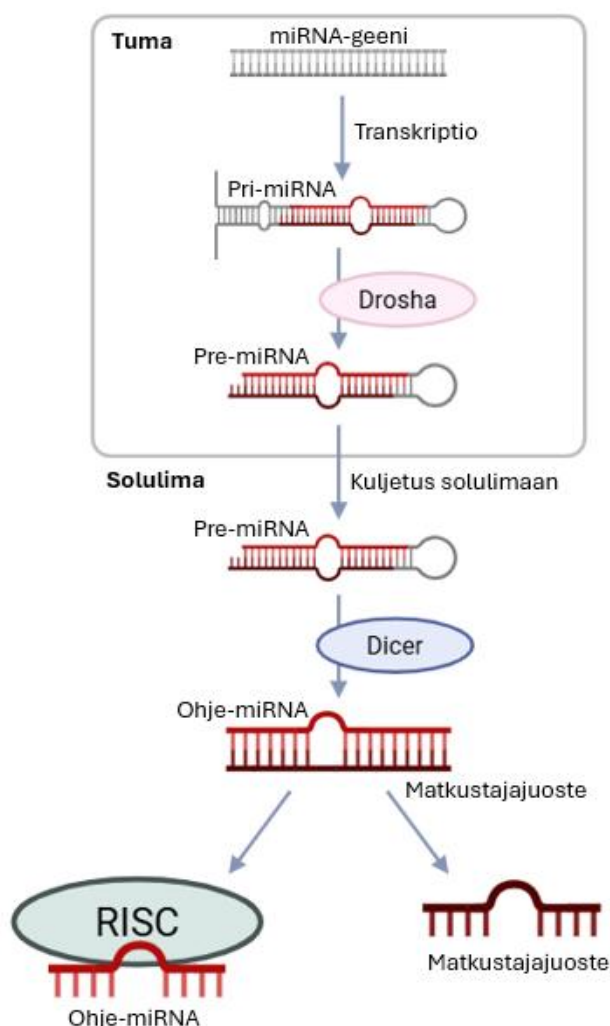 Tuma
miRNA-geeni
Transkriptio
Pri-miRNA
Drosha
Pre-miRNA
Solulima
Kuljetus solulimaan
Pre-miRNA
Dicer
Ohje-miRNA
Matkustajajuoste
RISC
Matkustajajuoste
Ohje-miRNA